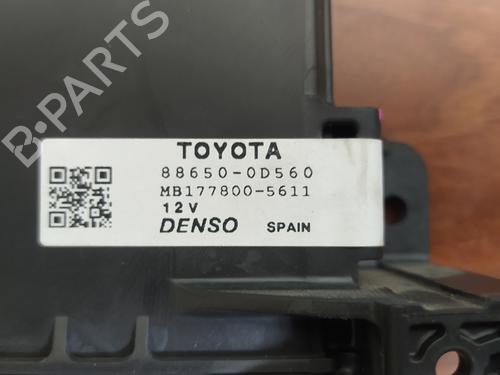 B-PARTS
TOYOTA
88650-0D560
MB177800-5611
12V
DENSO SPAIN